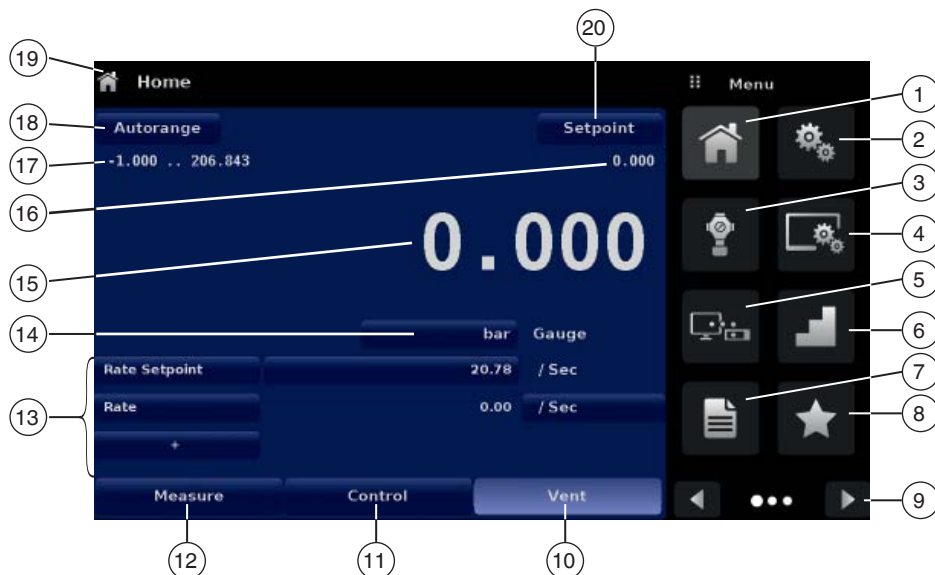 20
19
Home
Menu
1
18
Autorange
Setpoint
2
17
-1.000 .. 206.843
0.000
3
16
0.000
4
15
5
14
bar Gauge
6
Rate Setpoint 20.78 / Sec
7
13
Rate 0.00 / Sec
8
+
Measure Control Vent
9
12
11
10